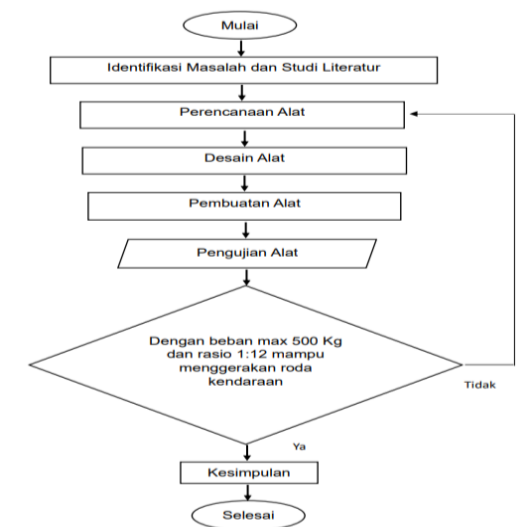 Mulai
Identifikasi Masalah dan Studi Literatur
Perencanaan Alat
Desain Alat
Pembuatan Alat
Pengujian Alat
Dengan beban max 500 Kg
dan rasio 1:12 mampu
menggerakan roda
kendaraan
Tidak
Ya
Kesimpulan
Selesai